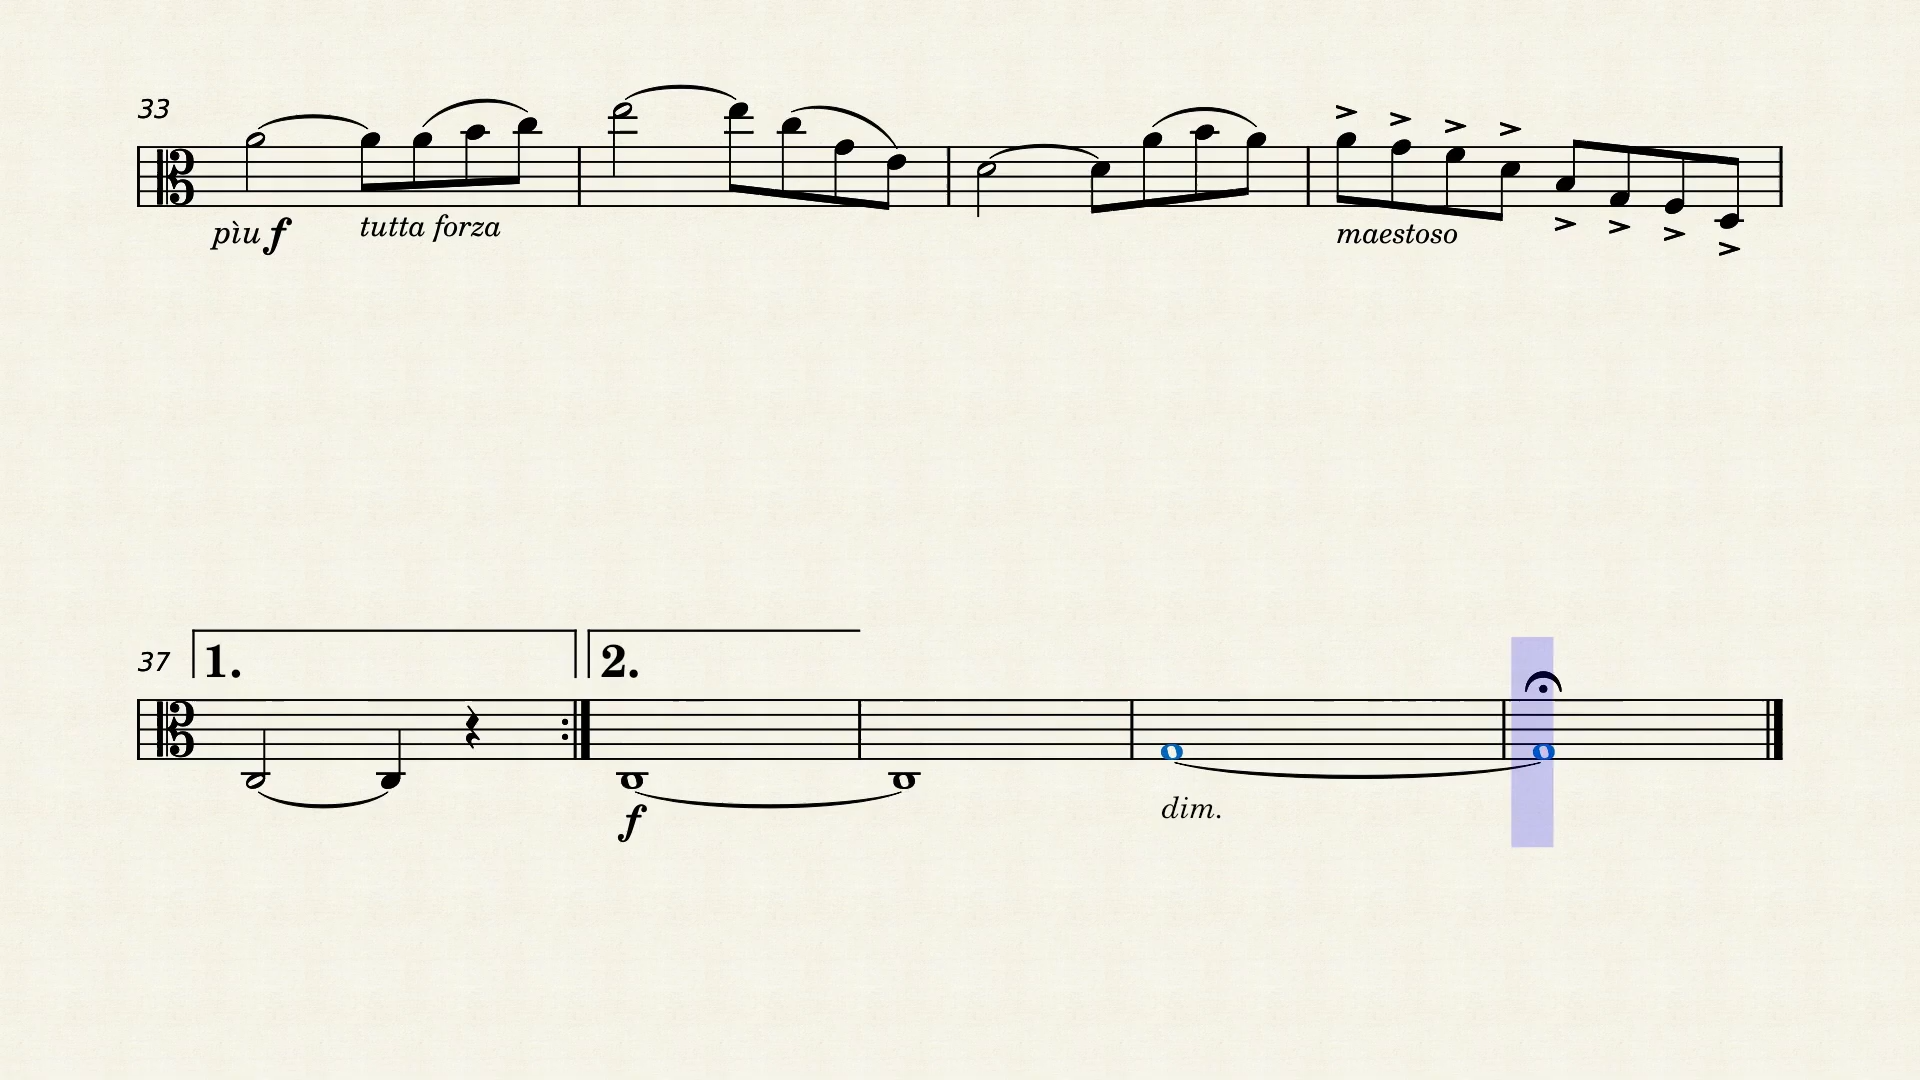 33
pìu f tutta forza
maestoso
37
1.
2.
f
dim.